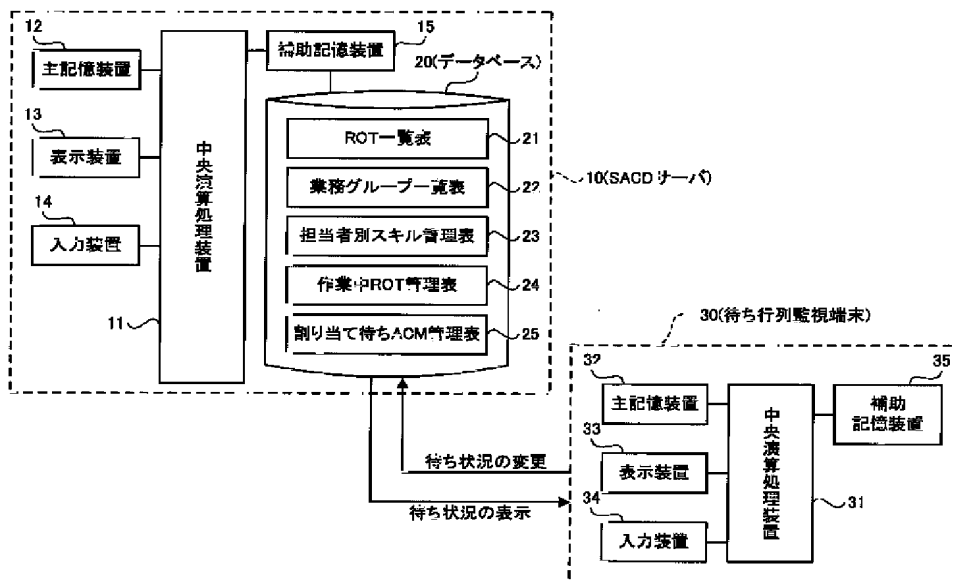 12
主記憶装置
13
表示装置
14
入力装置
中央演算処理装置
11
補助記憶装置
15
20(データベース)
ROT一覧表
21
業務グループ一覧表
22
担当者別スキル管理表
23
作業中ROT管理表
24
割り当て待ちACM管理表
25
10(SACDサーバ)
30(待ち行列監視端末)
32
主記憶装置
33
表示装置
34
入力装置
中央演算処理装置
31
35
補助
記憶装置
待ち状況の変更
待ち状況の表示